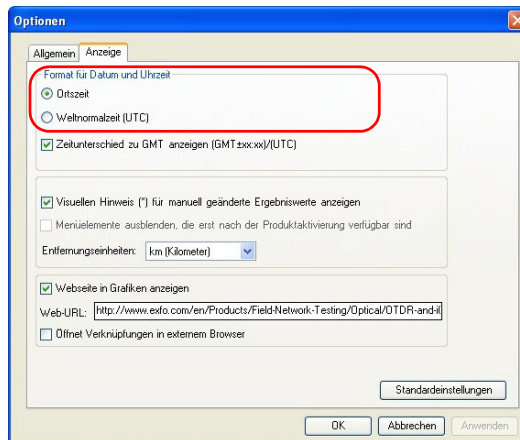 Optionen
Allgemein Anzeige
Format für Datum und Uhrzeit
Ortszeit
Weltnormalzeit (UTC)
Zeitunterschied zu GMT anzeigen (GMT±xx:xx)/(UTC)
Visuellen Hinweis (*) für manuell geänderte Ergebniswerte anzeigen
Menüelemente ausblenden, die erst nach der Produktaktivierung verfügbar sind
Entfernungseinheiten: km (Kilometer)
Webseite in Grafiken anzeigen
Web-URL: http://www.exfo.com/en/Products/Field-Network-Testing/Optical/OTDR-and-i
Öffnet Verknüpfungen in externem Browser
Standardeinstellungen
OK Abbrechen Anwenden